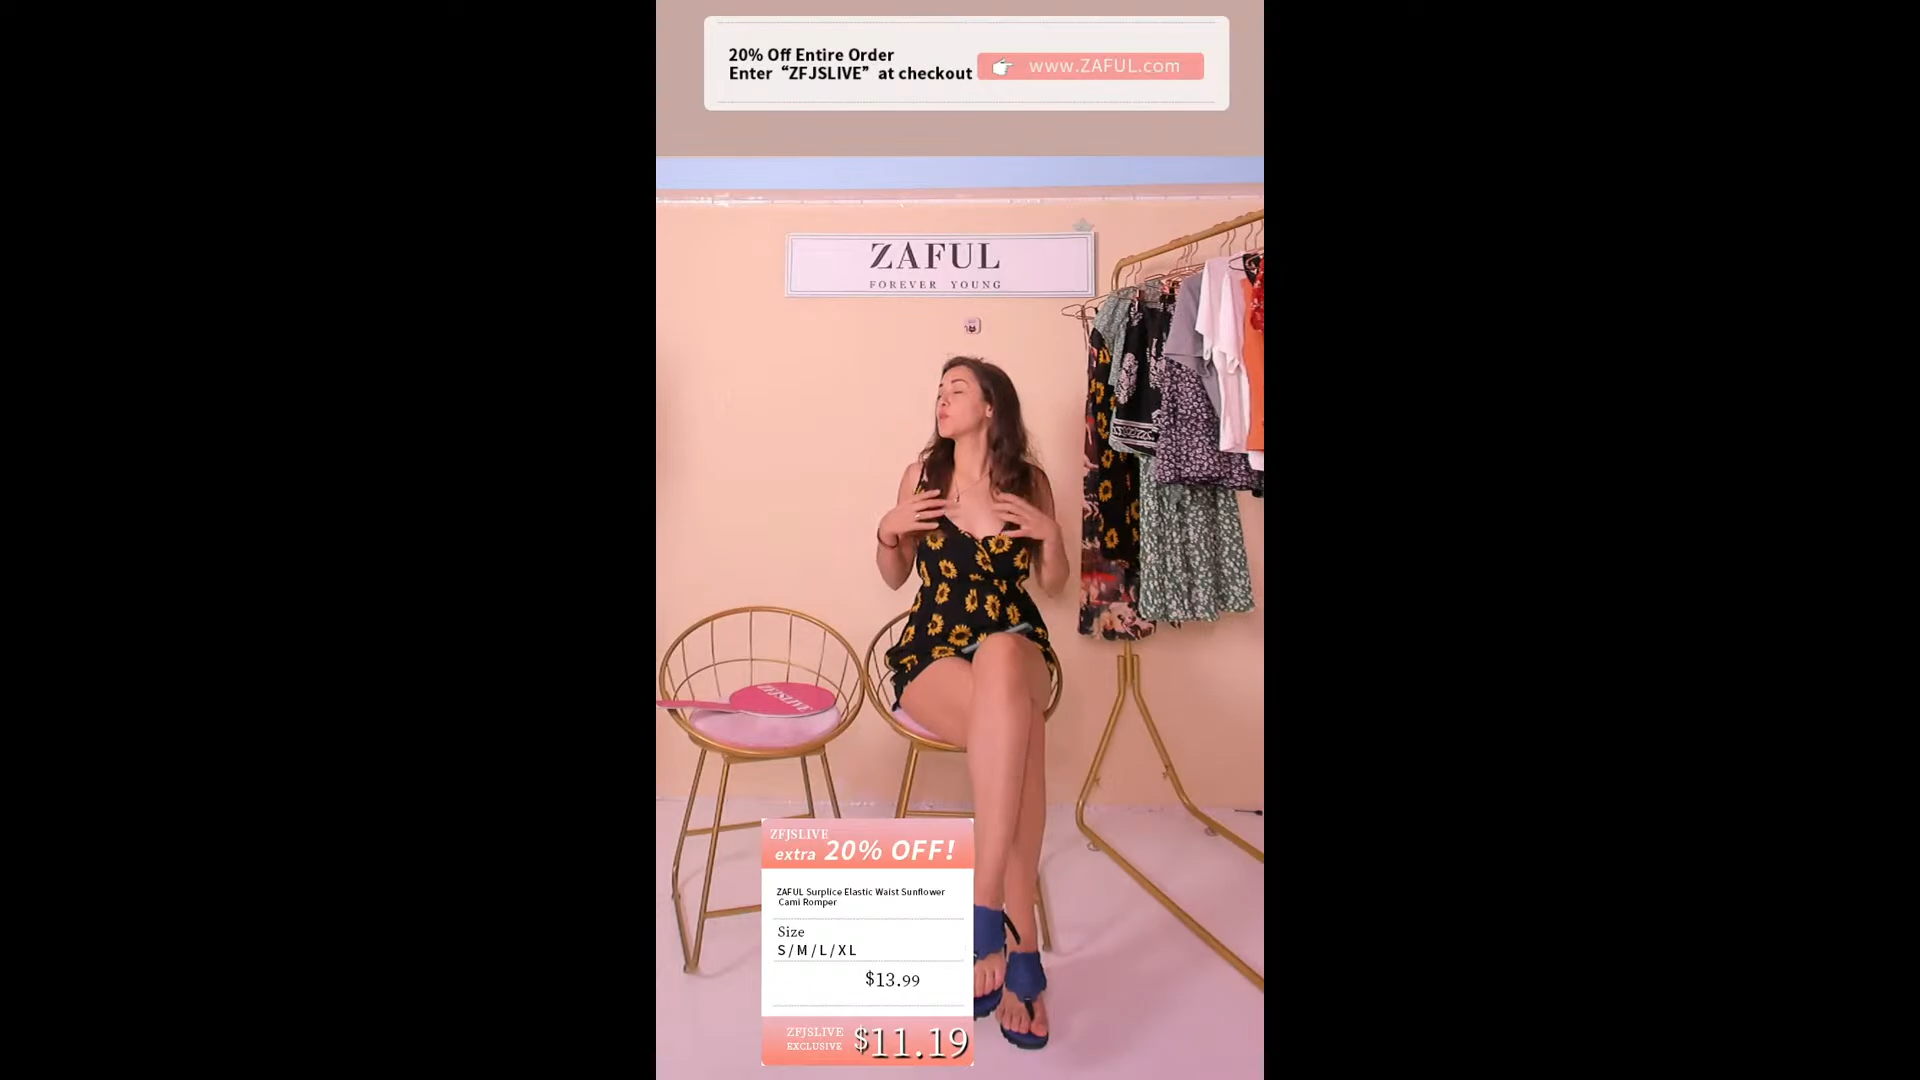 20% Off Entire Order
Enter “ZFJSLIVE” at checkout
www.ZAFUL.com
ZAFUL
FOREVER YOUNG
ZFJSLIVE
ZFJSLIVE
extra 20% OFF!
ZAFUL Surplice Elastic Waist Sunflower
Cami Romper
Size
S/M/L/XL
$13.99
ZFJSLIVE
EXCLUSIVE
$11.19